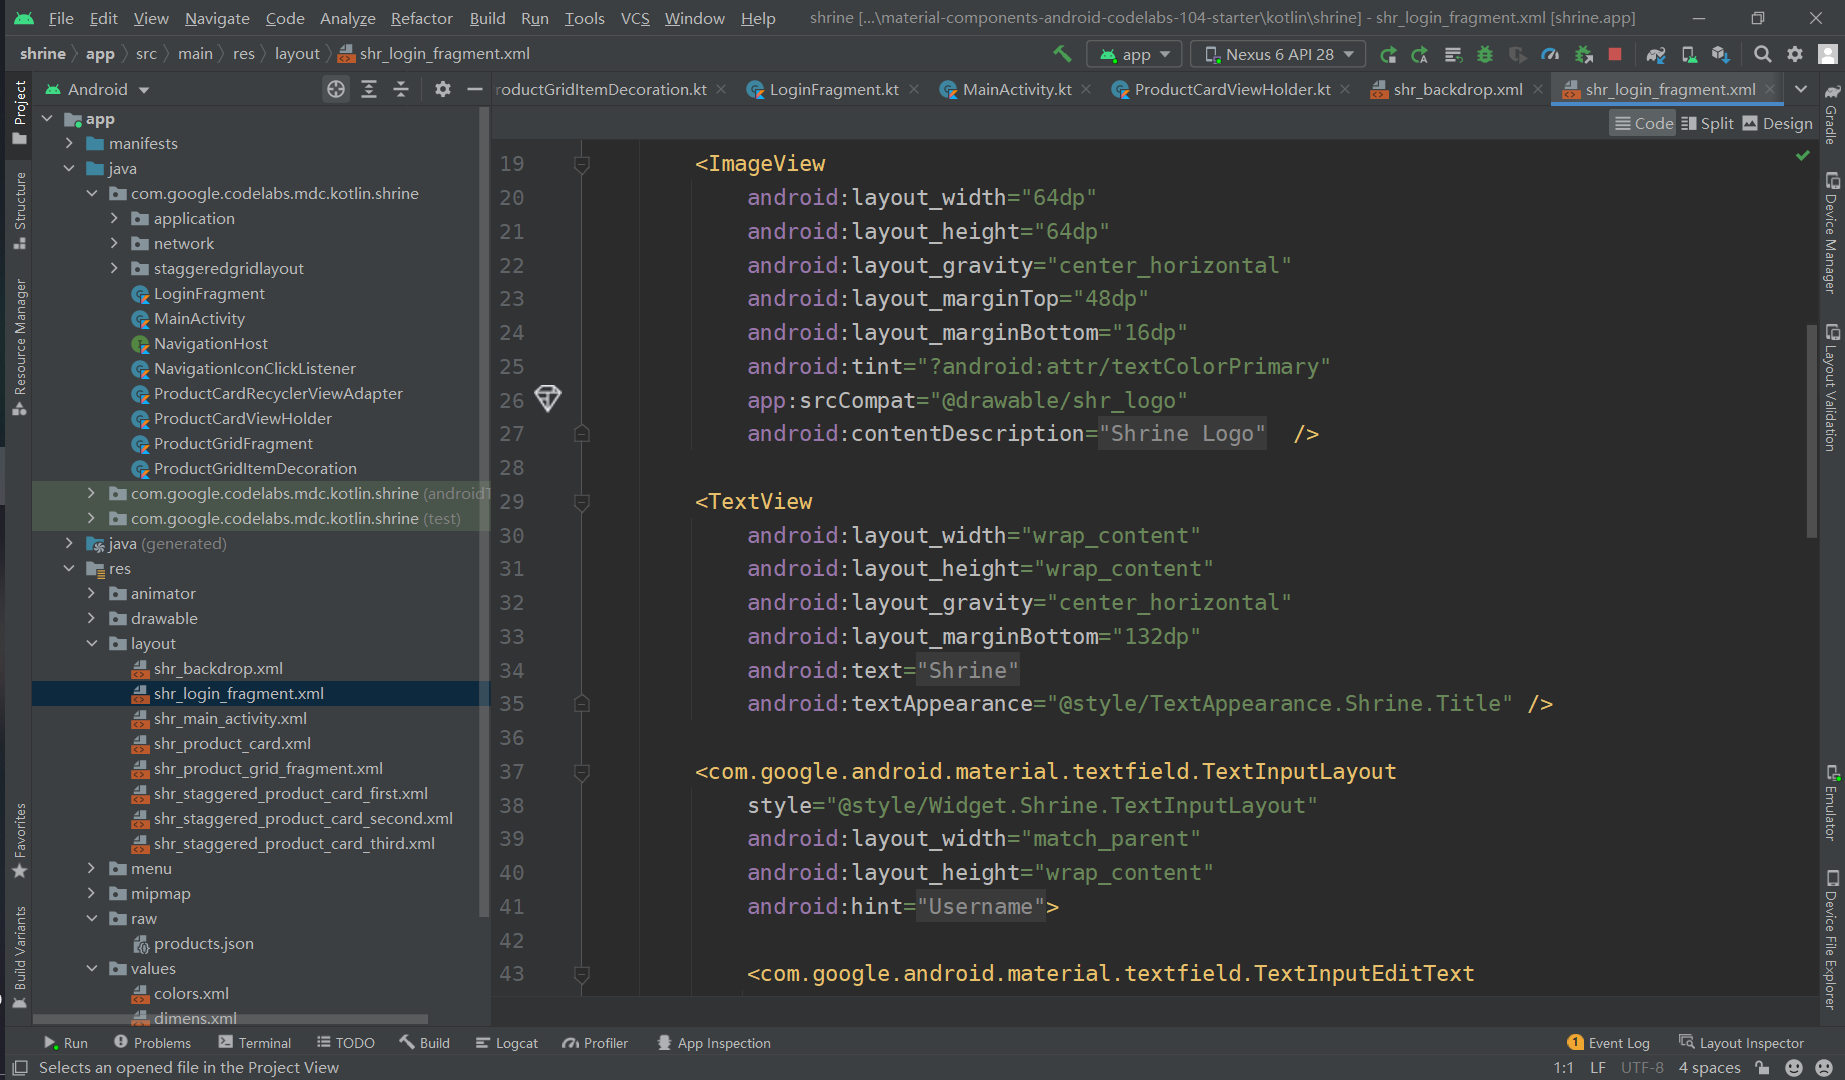 File Edit View Navigate Code Analyze Refactor Build Run Tools VCS Window Help shrine [...\material-components-android-codelabs-104-starter\kotlin\shrine] - shr_login_fragment.xml [shrine.app]
shrine app src main res layout shr_login_fragment.xml app Nexus 6 API 28
Android roductGridItemDecoration.kt LoginFragment.kt MainActivity.kt ProductCardViewHolder.kt shr_backdrop.xml shr_login_fragment.xml
Code Split Design
Project
Structure
Resource Manager
Favorites
Build Variants
app
manifests
java
com.google.codelabs.mdc.kotlin.shrine
application
network
staggeredgridlayout
LoginFragment
MainActivity
NavigationHost
NavigationIconClickListener
ProductCardRecyclerViewAdapter
ProductCardViewHolder
ProductGridFragment
ProductGridItemDecoration
com.google.codelabs.mdc.kotlin.shrine (androidT
com.google.codelabs.mdc.kotlin.shrine (test)
java (generated)
res
animator
drawable
layout
shr_backdrop.xml
shr_login_fragment.xml
shr_main_activity.xml
shr_product_card.xml
shr_product_grid_fragment.xml
shr_staggered_product_card_first.xml
shr_staggered_product_card_second.xml
shr_staggered_product_card_third.xml
menu
mipmap
raw
products.json
values
colors.xml
dimens.xml
19 <ImageView
20 android:layout_width="64dp"
21 android:layout_height="64dp"
22 android:layout_gravity="center_horizontal"
23 android:layout_marginTop="48dp"
24 android:layout_marginBottom="16dp"
25 android:tint="?android:attr/textColorPrimary"
26 app:srcCompat="@drawable/shr_logo"
27 android:contentDescription="Shrine Logo" />
28
29 <TextView
30 android:layout_width="wrap_content"
31 android:layout_height="wrap_content"
32 android:layout_gravity="center_horizontal"
33 android:layout_marginBottom="132dp"
34 android:text="Shrine"
35 android:textAppearance="@style/TextAppearance.Shrine.Title" />
36
37 <com.google.android.material.textfield.TextInputLayout
38 style="@style/Widget.Shrine.TextInputLayout"
39 android:layout_width="match_parent"
40 android:layout_height="wrap_content"
41 android:hint="Username">
42
43 <com.google.android.material.textfield.TextInputEditText
Gradle
Device Manager
Layout Validation
Emulator
Device File Explorer
Run Problems Terminal TODO Build Logcat Profiler App Inspection 1 Event Log Layout Inspector
Selects an opened file in the Project View 1:1 LF UTF-8 4 spaces